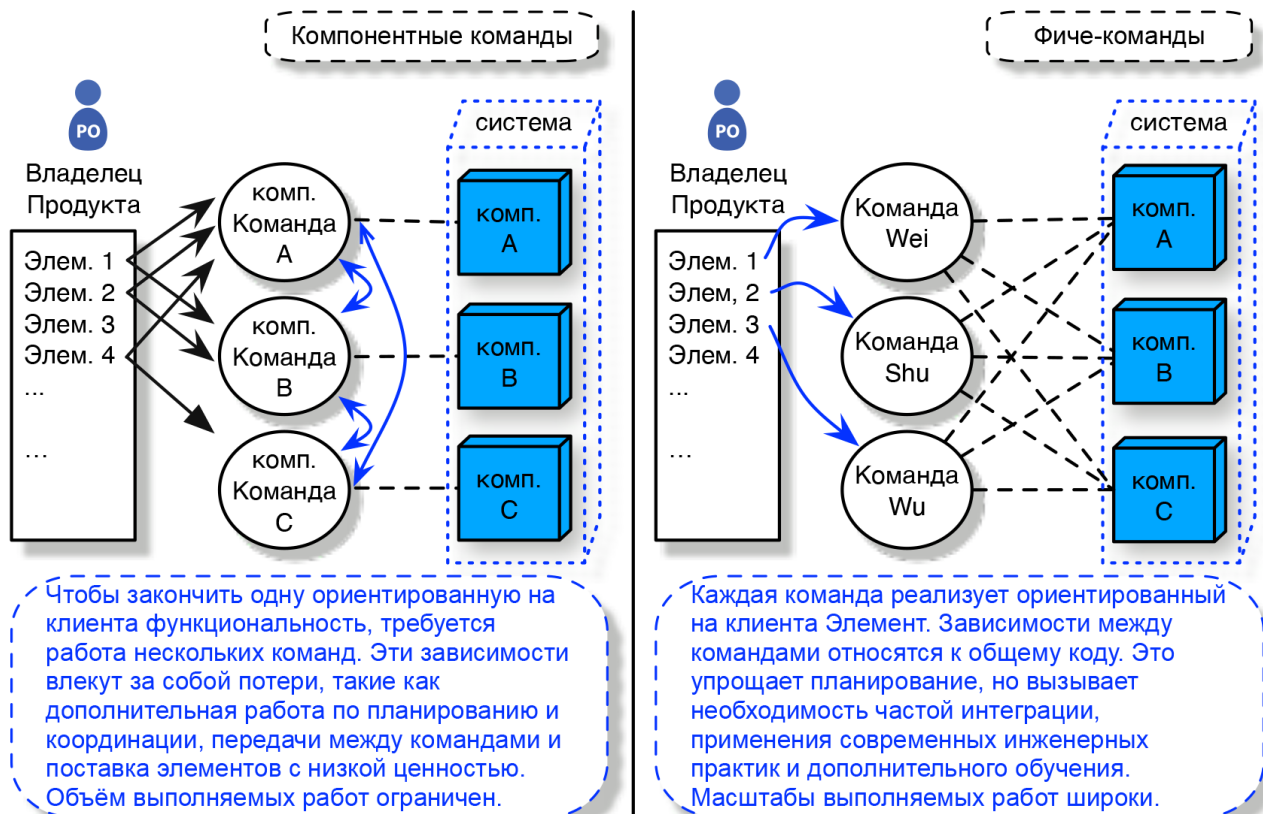 Компонентные команды
PO
Владелец
Продукта
Элем. 1
Элем. 2
Элем. 3
Элем. 4
...
...
комп.
Команда
A
комп.
Команда
B
комп.
Команда
C
система
комп.
A
комп.
B
комп.
C
Чтобы закончить одну ориентированную на
клиента функциональность, требуется
работа нескольких команд. Эти зависимости
влекут за собой потери, такие как
дополнительная работа по планированию и
координации, передачи между командами и
поставка элементов с низкой ценностью.
Объём выполняемых работ ограничен.
Фиче-команды
PO
Владелец
Продукта
Элем. 1
Элем, 2
Элем. 3
Элем. 4
...
...
Команда
Wei
Команда
Shu
Команда
Wu
система
комп.
A
комп.
B
комп.
C
Каждая команда реализует ориентированный
на клиента Элемент. Зависимости между
командами относятся к общему коду. Это
упрощает планирование, но вызывает
необходимость частой интеграции,
применения современных инженерных
практик и дополнительного обучения.
Масштабы выполняемых работ широки.